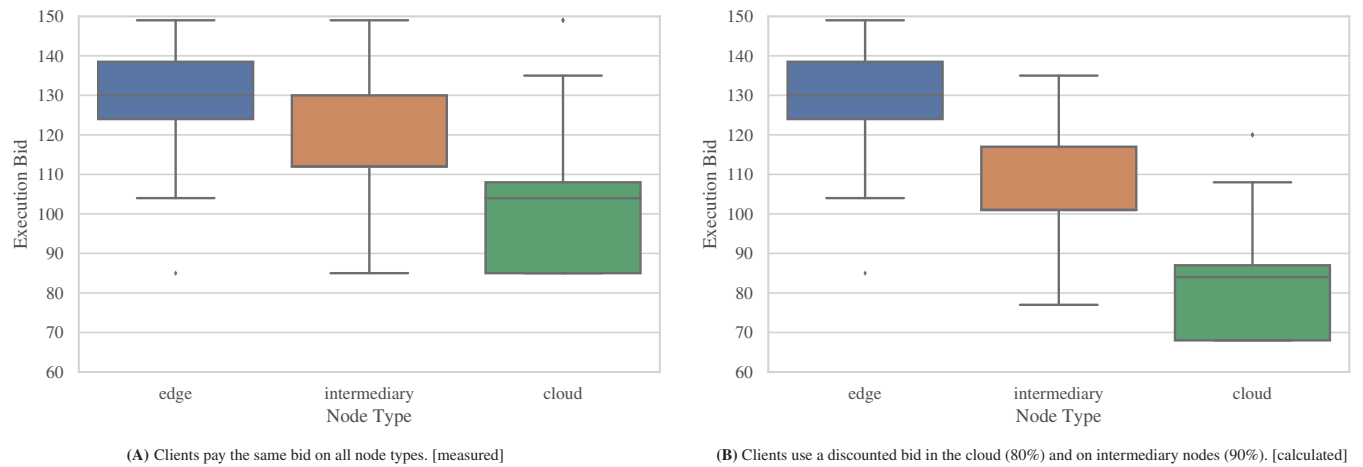 150
140
130
120
110
100
90
80
70
60
Execution Bid
edge intermediary cloud
Node Type
(A) Clients pay the same bid on all node types. [measured]
150
140
130
120
110
100
90
80
70
60
Execution Bid
edge intermediary cloud
Node Type
(B) Clients use a discounted bid in the cloud (80%) and on intermediary nodes (90%). [calculated]